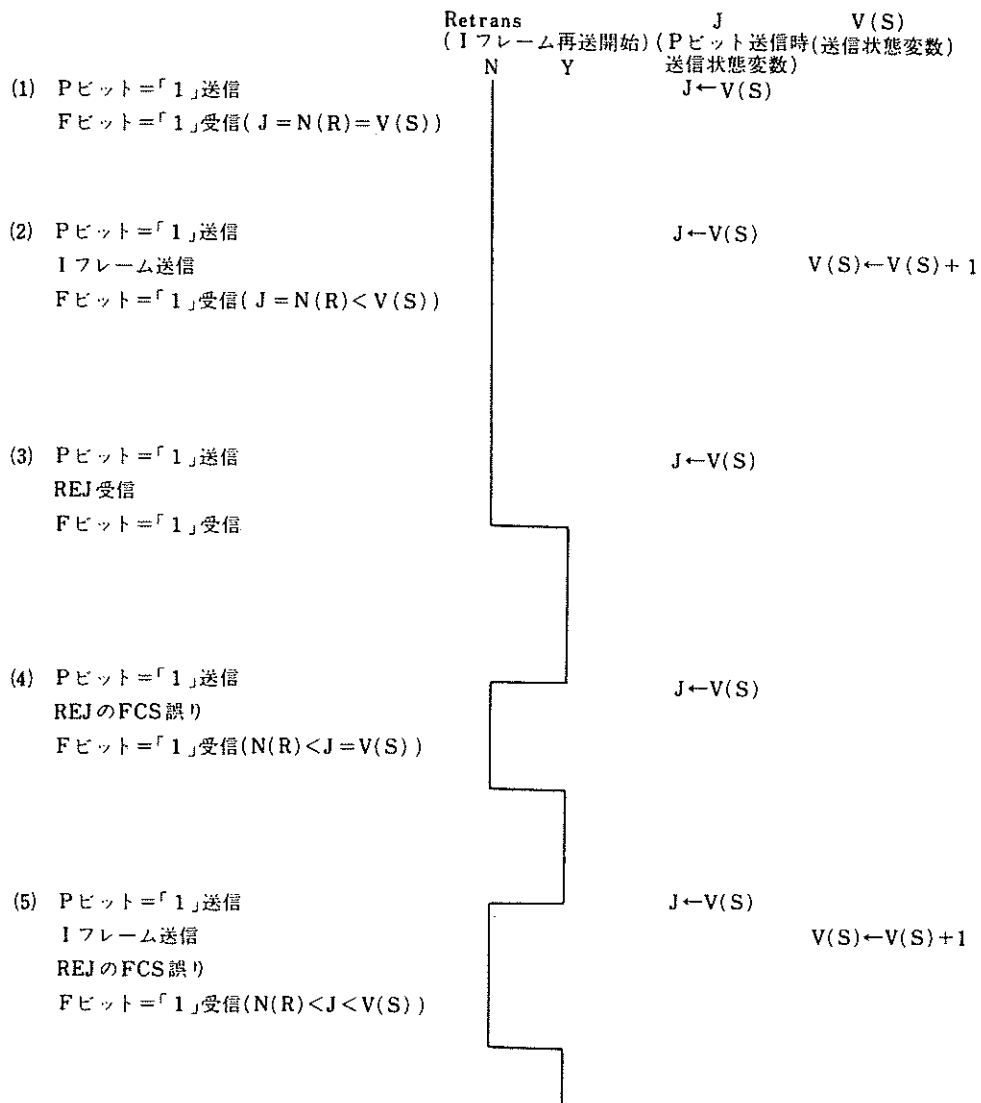 Retrans J V(S)
(Iフレーム再送開始)(Pビット送信時(送信状態変数)
送信状態変数)
N Y
(1) Pビット=「1」送信 J←V(S)
Fビット=「1」受信(J=N(R)=V(S))
(2) Pビット=「1」送信 J←V(S)
Iフレーム送信 V(S)←V(S)+1
Fビット=「1」受信(J=N(R)<V(S))
(3) Pビット=「1」送信 J←V(S)
REJ受信
Fビット=「1」受信
(4) Pビット=「1」送信 J←V(S)
REJのFCS誤り
Fビット=「1」受信(N(R)<J=V(S))
(5) Pビット=「1」送信 J←V(S)
Iフレーム送信 V(S)←V(S)+1
REJのFCS誤り
Fビット=「1」受信(N(R)<J<V(S))